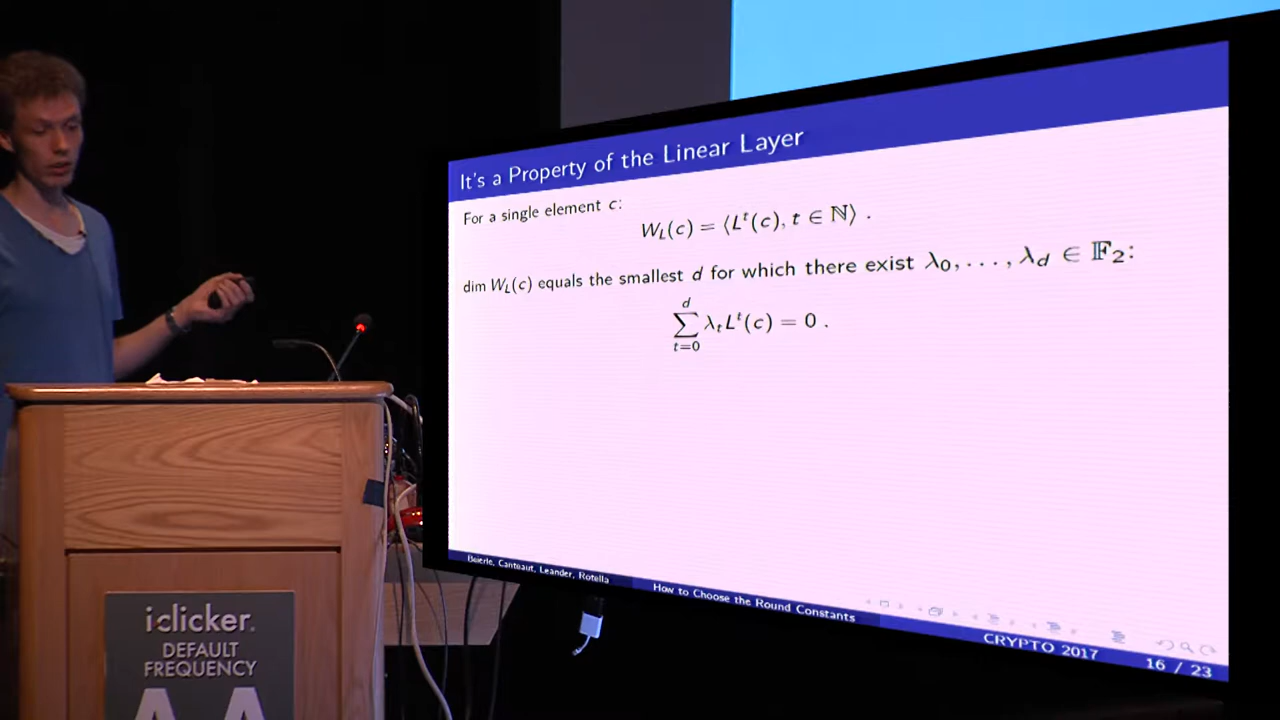 It's a Property of the Linear Layer
For a single element c:
W_L(c) = ⟨L^t(c), t ∈ ℕ⟩ .
dim W_L(c) equals the smallest d for which there exist λ_0, . . . , λ_d ∈ 𝔽_2:
∑_{t=0}^{d} λ_t L^t(c) = 0 .
Beierle, Canteaut, Leander, Rotella
How to Choose the Round Constants
CRYPTO 2017
16 / 23
iclicker.
DEFAULT
FREQUENCY
AA